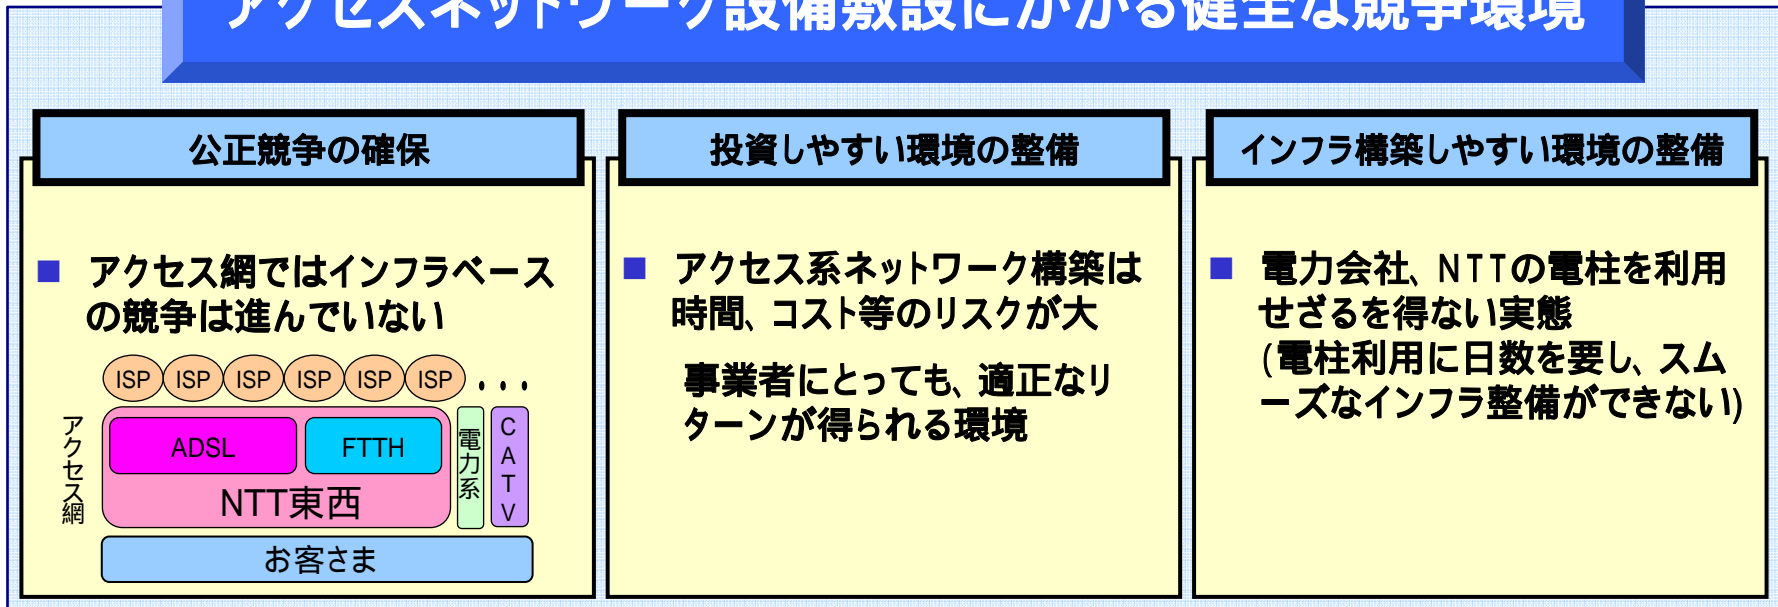 アクセスネットワーク設備敷設にかかる健全な競争環境
公正競争の確保
■ アクセス網ではインフラベース
の競争は進んでいない
ISP ISP ISP ISP ISP ISP ・・・
アクセス網
ADSL FTTH
NTT東西
電力系
CATV
お客さま
投資しやすい環境の整備
■ アクセス系ネットワーク構築は
時間、コスト等のリスクが大
事業者にとっても、適正なリ
ターンが得られる環境
インフラ構築しやすい環境の整備
■ 電力会社、NTTの電柱を利用
せざるを得ない実態
(電柱利用に日数を要し、スム
ーズなインフラ整備ができない)